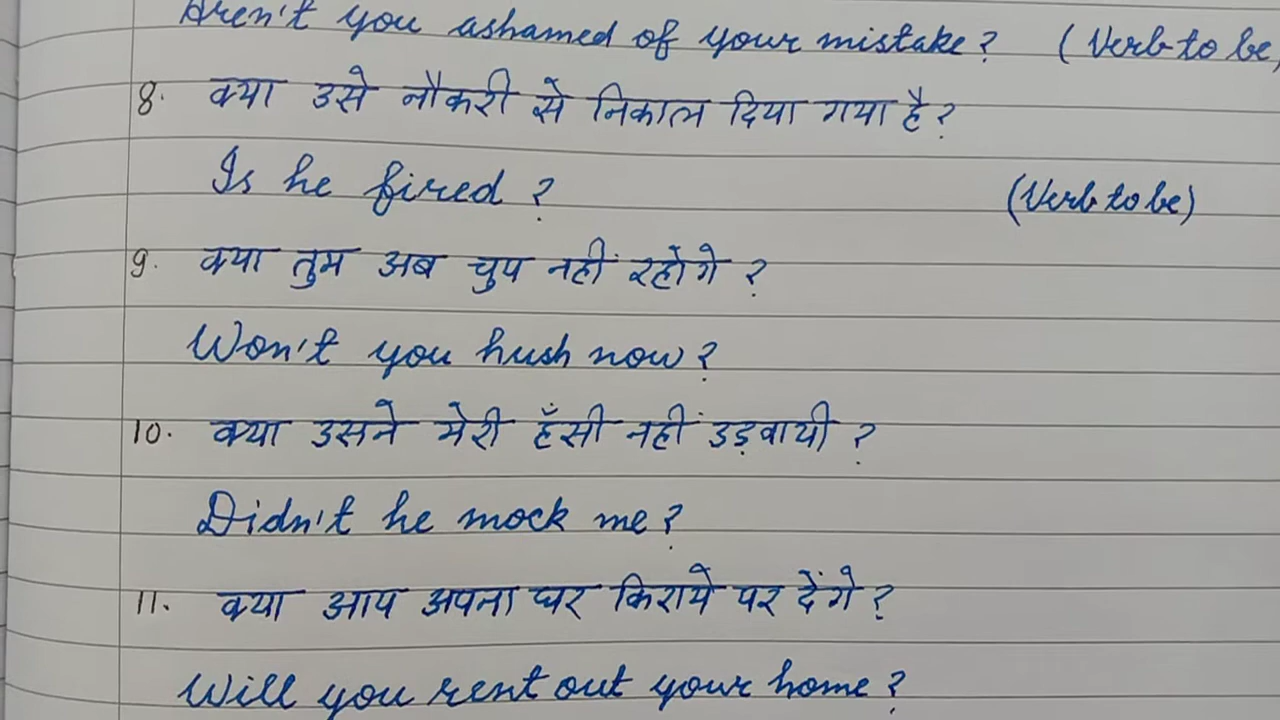 Aren't you ashamed of your mistake? (Verb to be)
8. क्या उसे नौकरी से निकाल दिया गया है?
Is he fired? (Verb to be)
9. क्या तुम अब चुप नहीं रहोगे?
Won't you hush now?
10. क्या उसने मेरी हँसी नहीं उड़वायी?
Didn't he mock me?
11. क्या आप अपना घर किराये पर देंगे?
Will you rent out your home?